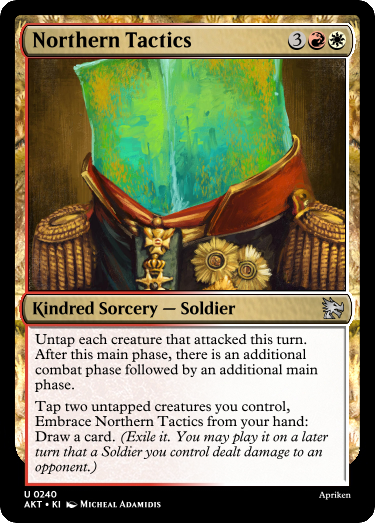 Northern Tactics 3
Kindred Sorcery — Soldier
Untap each creature that attacked this turn.
After this main phase, there is an additional
combat phase followed by an additional main
phase.
Tap two untapped creatures you control,
Embrace Northern Tactics from your hand:
Draw a card. (Exile it. You may play it on a later
turn that a Soldier you control dealt damage to an
opponent.)
U 0240
Apriken
AKT • KI Micheal Adamidis